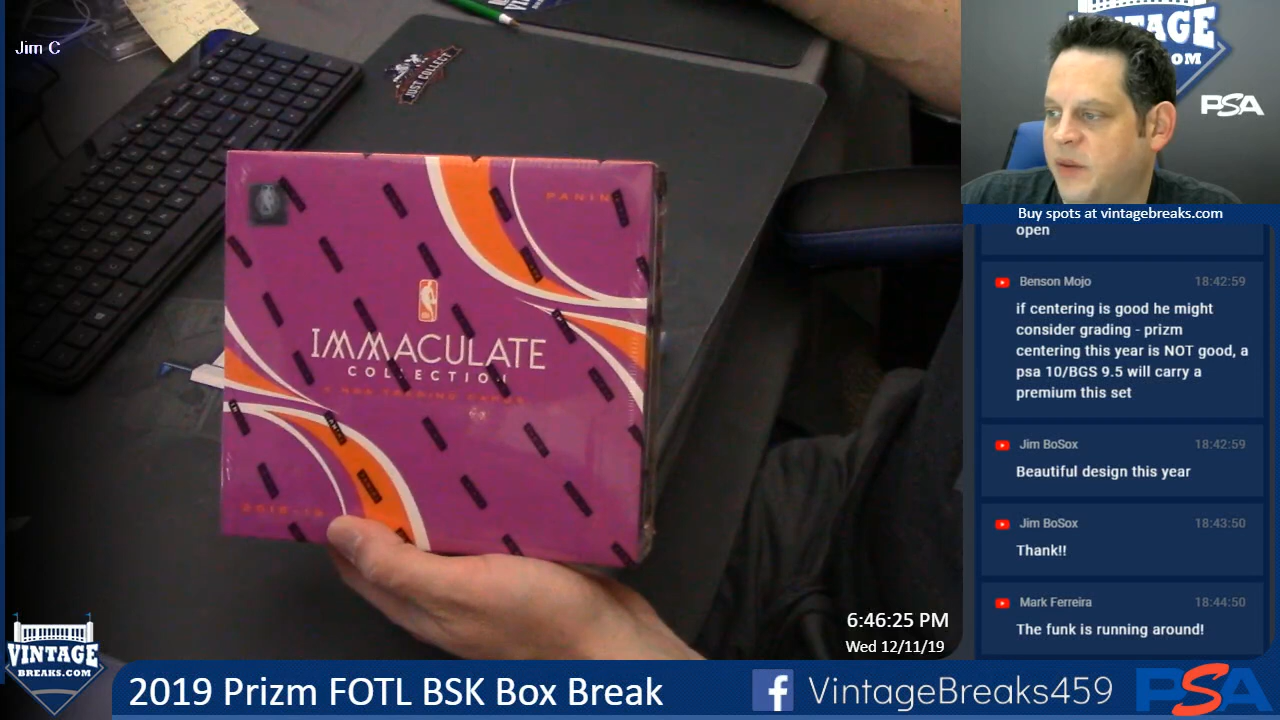 Jim C
JUST COLLECT
PANINI
IMMACULATE
COLLECTION
2018-19
VINTAGE
.COM
PSA
Buy spots at vintagebreaks.com
open
Benson Mojo 18:42:59
if centering is good he might
consider grading - prizm
centering this year is NOT good, a
psa 10/BGS 9.5 will carry a
premium this set
Jim BoSox 18:42:59
Beautiful design this year
Jim BoSox 18:43:50
Thank!!
Mark Ferreira 18:44:50
The funk is running around!
6:46:25 PM
Wed 12/11/19
VINTAGE
BREAKS.COM
2019 Prizm FOTL BSK Box Break
f VintageBreaks459
PSA